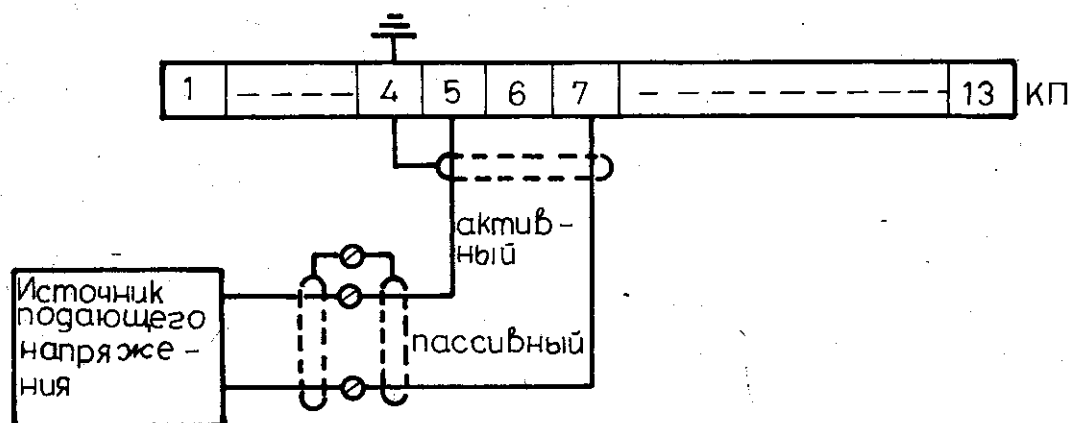 1 4 5 6 7 13 КП
актив-
ный
Источник
подающего
напряже-
ния
пассивный